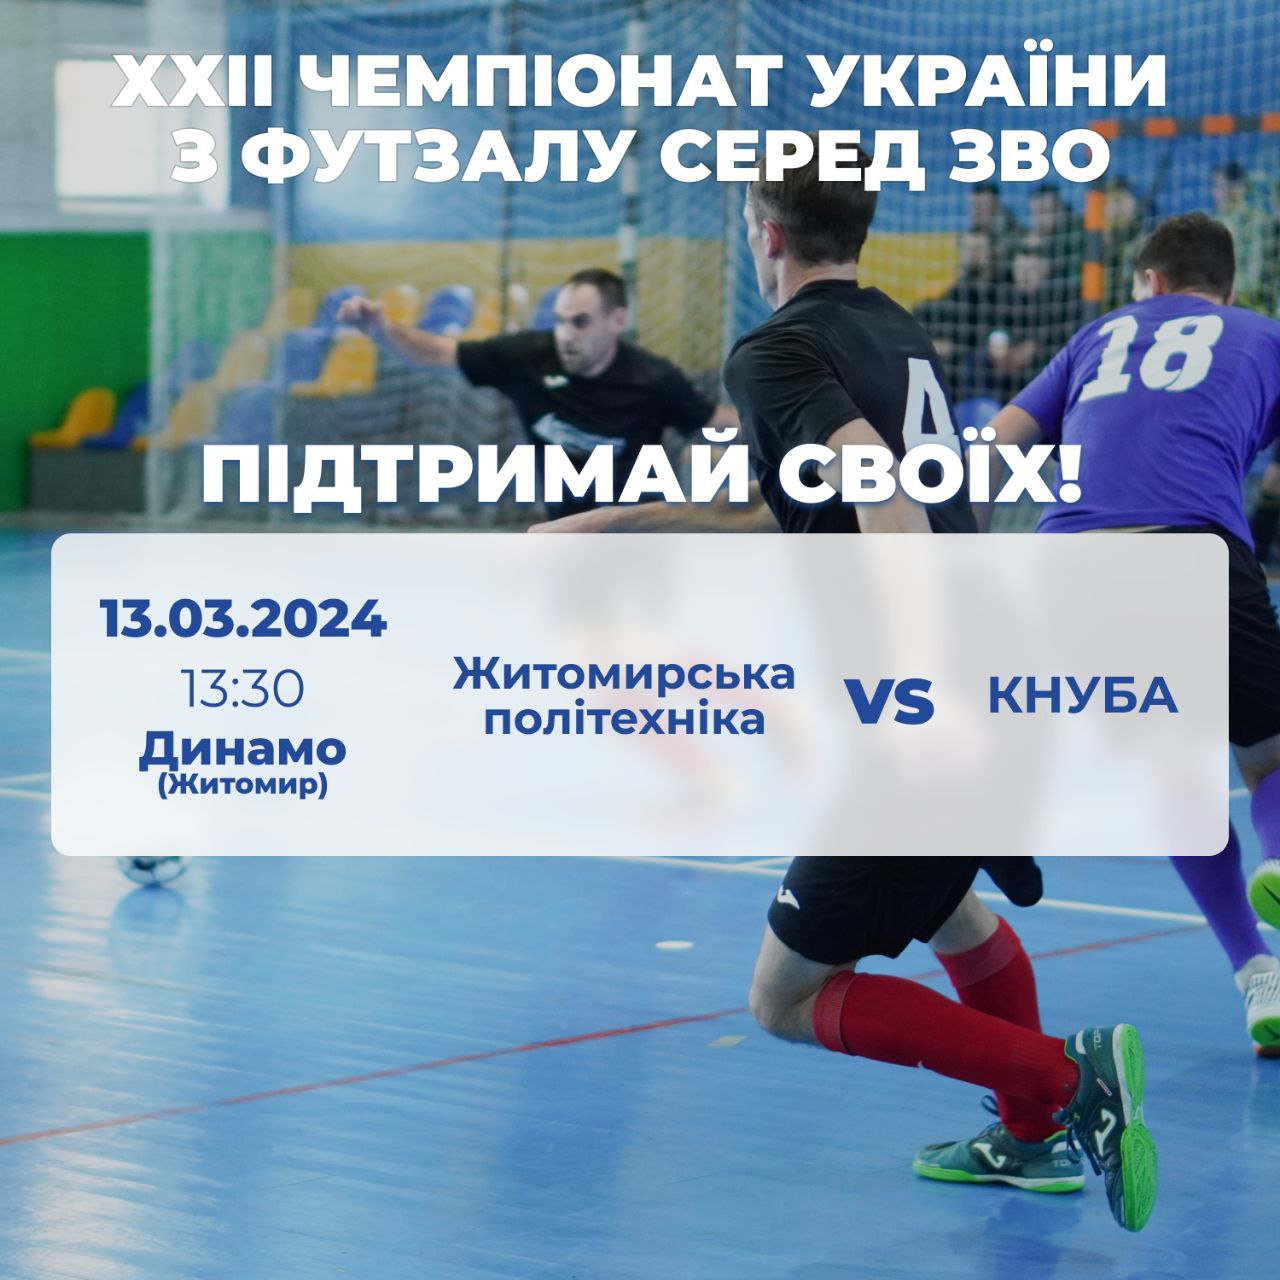 XXII ЧЕМПІОНАТ УКРАЇНИ
З ФУТЗАЛУ СЕРЕД ЗВО
18
4
ПІДТРИМАЙ СВОЇХ!
13.03.2024
13:30
Динамо
(Житомир)
Житомирська
політехніка
VS
КНУБА